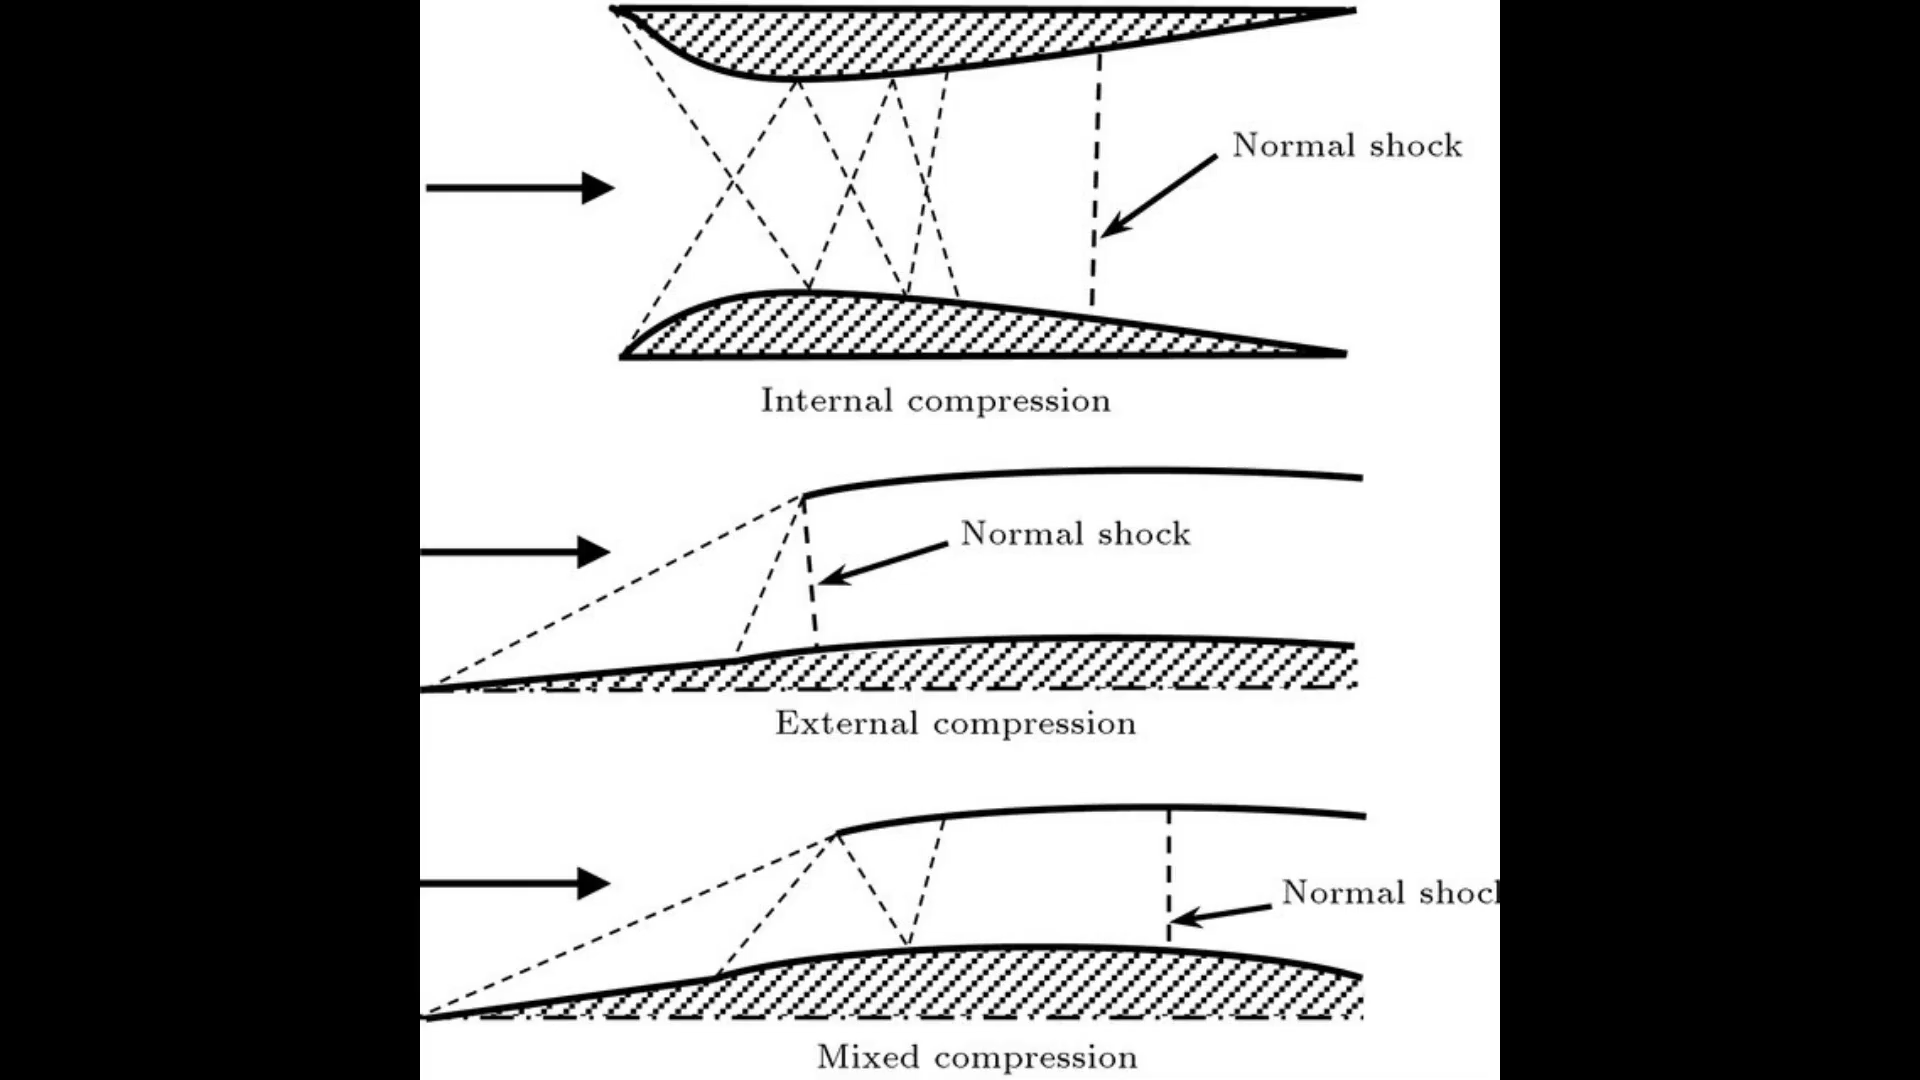 Normal shock
Internal compression
Normal shock
External compression
Normal shoc
Mixed compression